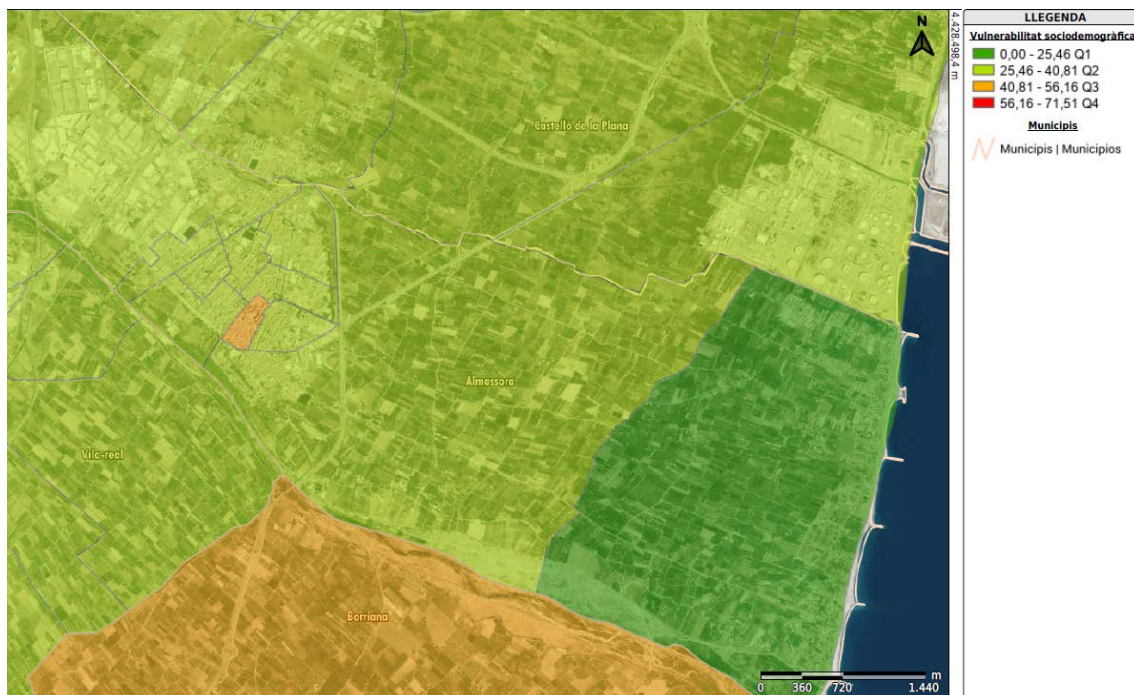 N
4.428.498,4 m
Castelló de la Plana
Almassora
Vila-real
Borriana
m
0 360 720 1.440
LLEGENDA
Vulnerabilitat sociodemogràfica
0,00 - 25,46 Q1
25,46 - 40,81 Q2
40,81 - 56,16 Q3
56,16 - 71,51 Q4
Municipis
Municipis | Municipios